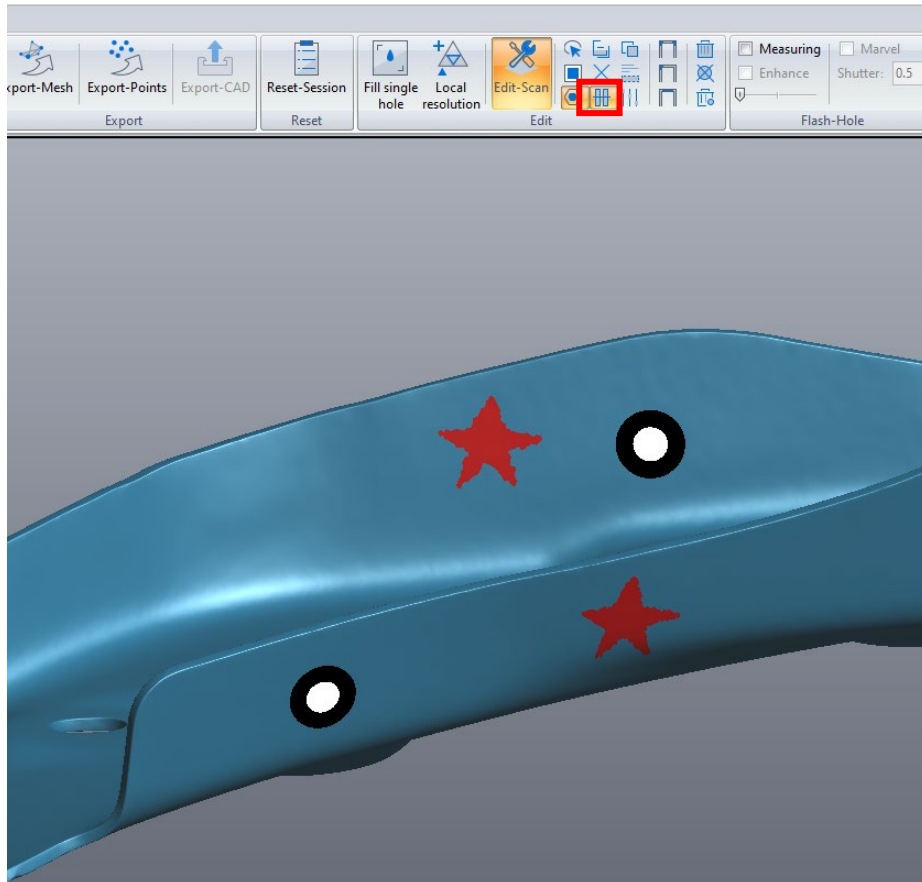 xport-Mesh Export-Points Export-CAD
Export
Reset-Session
Reset
Fill single hole
Local resolution
Edit-Scan
Edit
Measuring Marvel
Enhance Shutter: 0.5
Flash-Hole